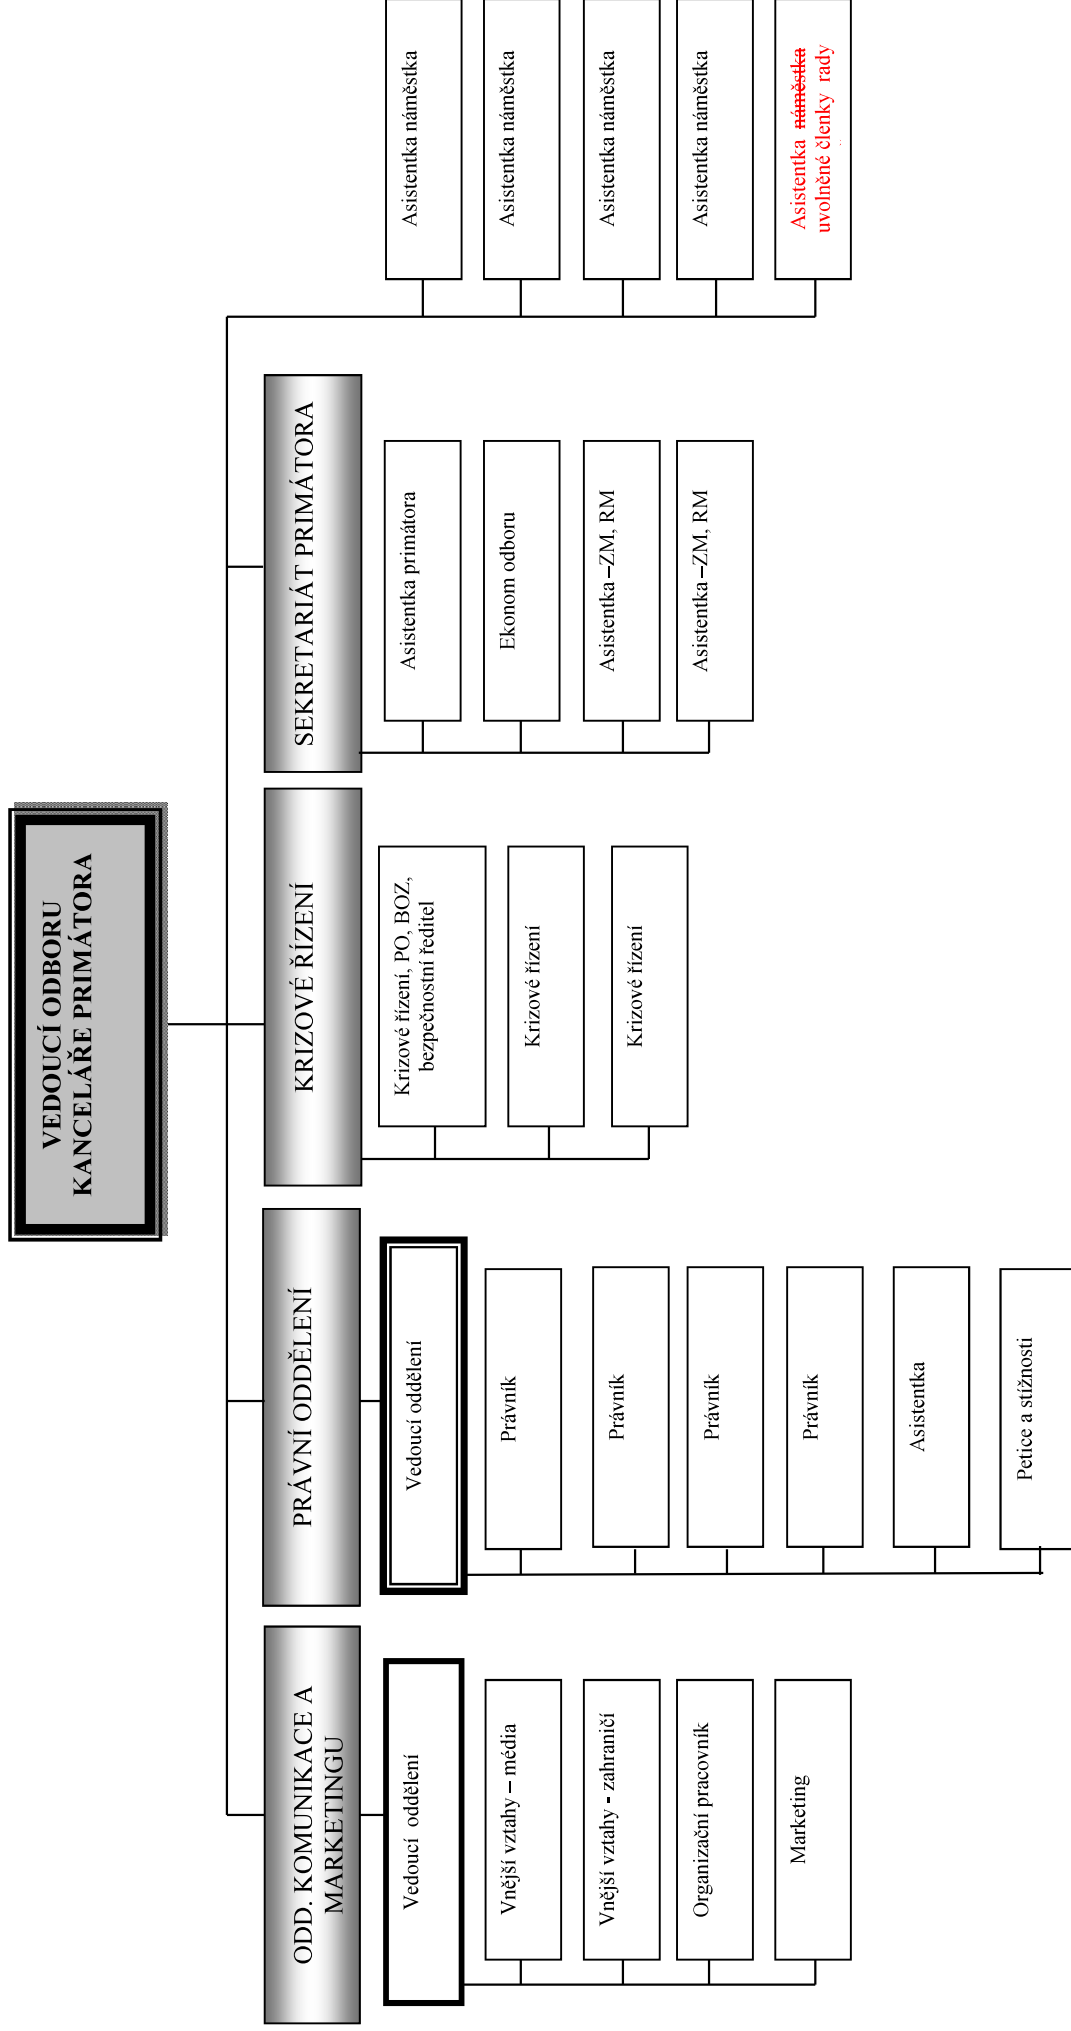 VEDOUCÍ ODBORU
KANCELÁŘE PRIMÁTORA
ODD. KOMUNIKACE A
MARKETINGU
Vedoucí oddělení
Vnější vztahy – média
Vnější vztahy - zahraničí
Organizační pracovník
Marketing
PRÁVNÍ ODDĚLENÍ
Vedoucí oddělení
Právník
Právník
Právník
Právník
Asistentka
Petice a stížnosti
KRIZOVÉ ŘÍZENÍ
Krizové řízení, PO, BOZ,
bezpečnostní ředitel
Krizové řízení
Krizové řízení
SEKRETARIÁT PRIMÁTORA
Asistentka primátora
Ekonom odboru
Asistentka–ZM, RM
Asistentka–ZM, RM
Asistentka náměstka
Asistentka náměstka
Asistentka náměstka
Asistentka náměstka
Asistentka náměstka
uvolněné členky rady